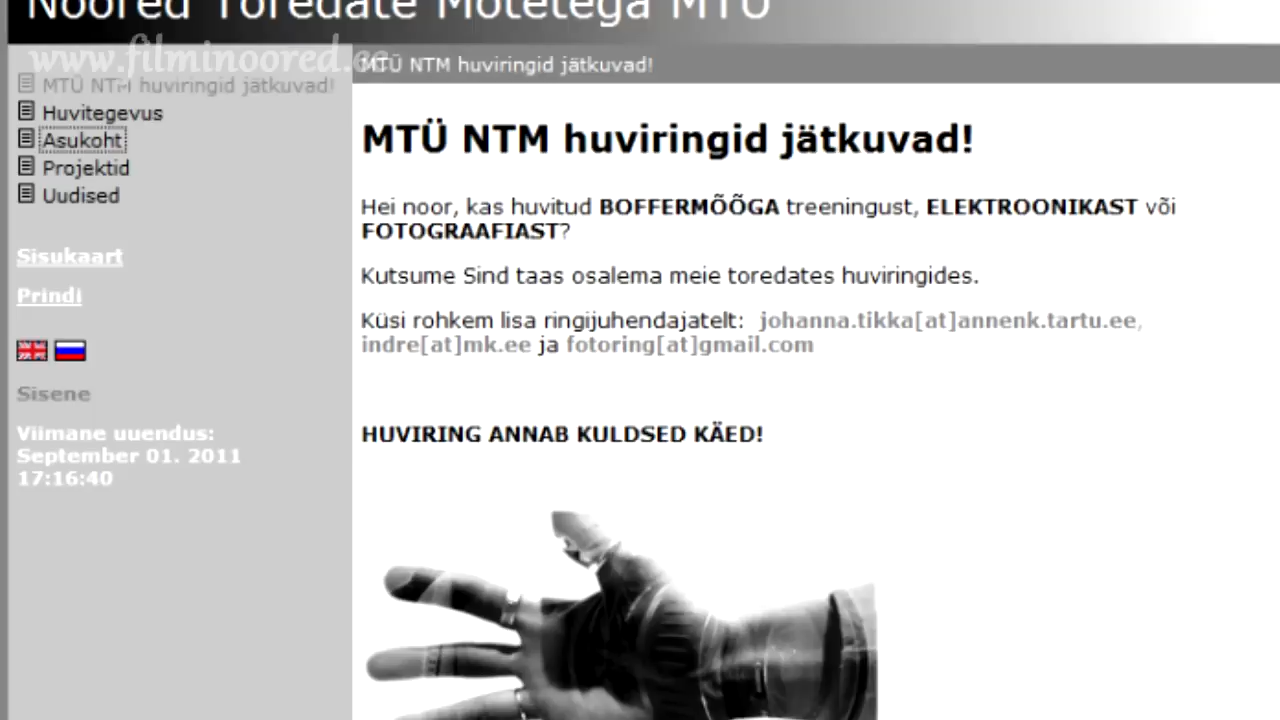 Noored Toredate Mõtetega MTÜ
www.filminoored.ee
MTÜ NTM huviringid jätkuvad!
MTÜ NTM huviringid jätkuvad!
Huvitegevus
Asukoht
Projektid
Uudised
Sisukaart
Prindi
Sisene
Viimane uuendus:
September 01. 2011
17:16:40
MTÜ NTM huviringid jätkuvad!
Hei noor, kas huvitud BOFFERMÕÕGA treeningust, ELEKTROONIKAST või
FOTOGRAAFIAST?
Kutsume Sind taas osalema meie toredates huviringides.
Küsi rohkem lisa ringijuhendajatelt: johanna.tikka[at]annenk.tartu.ee,
indre[at]mk.ee ja fotoring[at]gmail.com
HUVIRING ANNAB KULDSED KÄED!